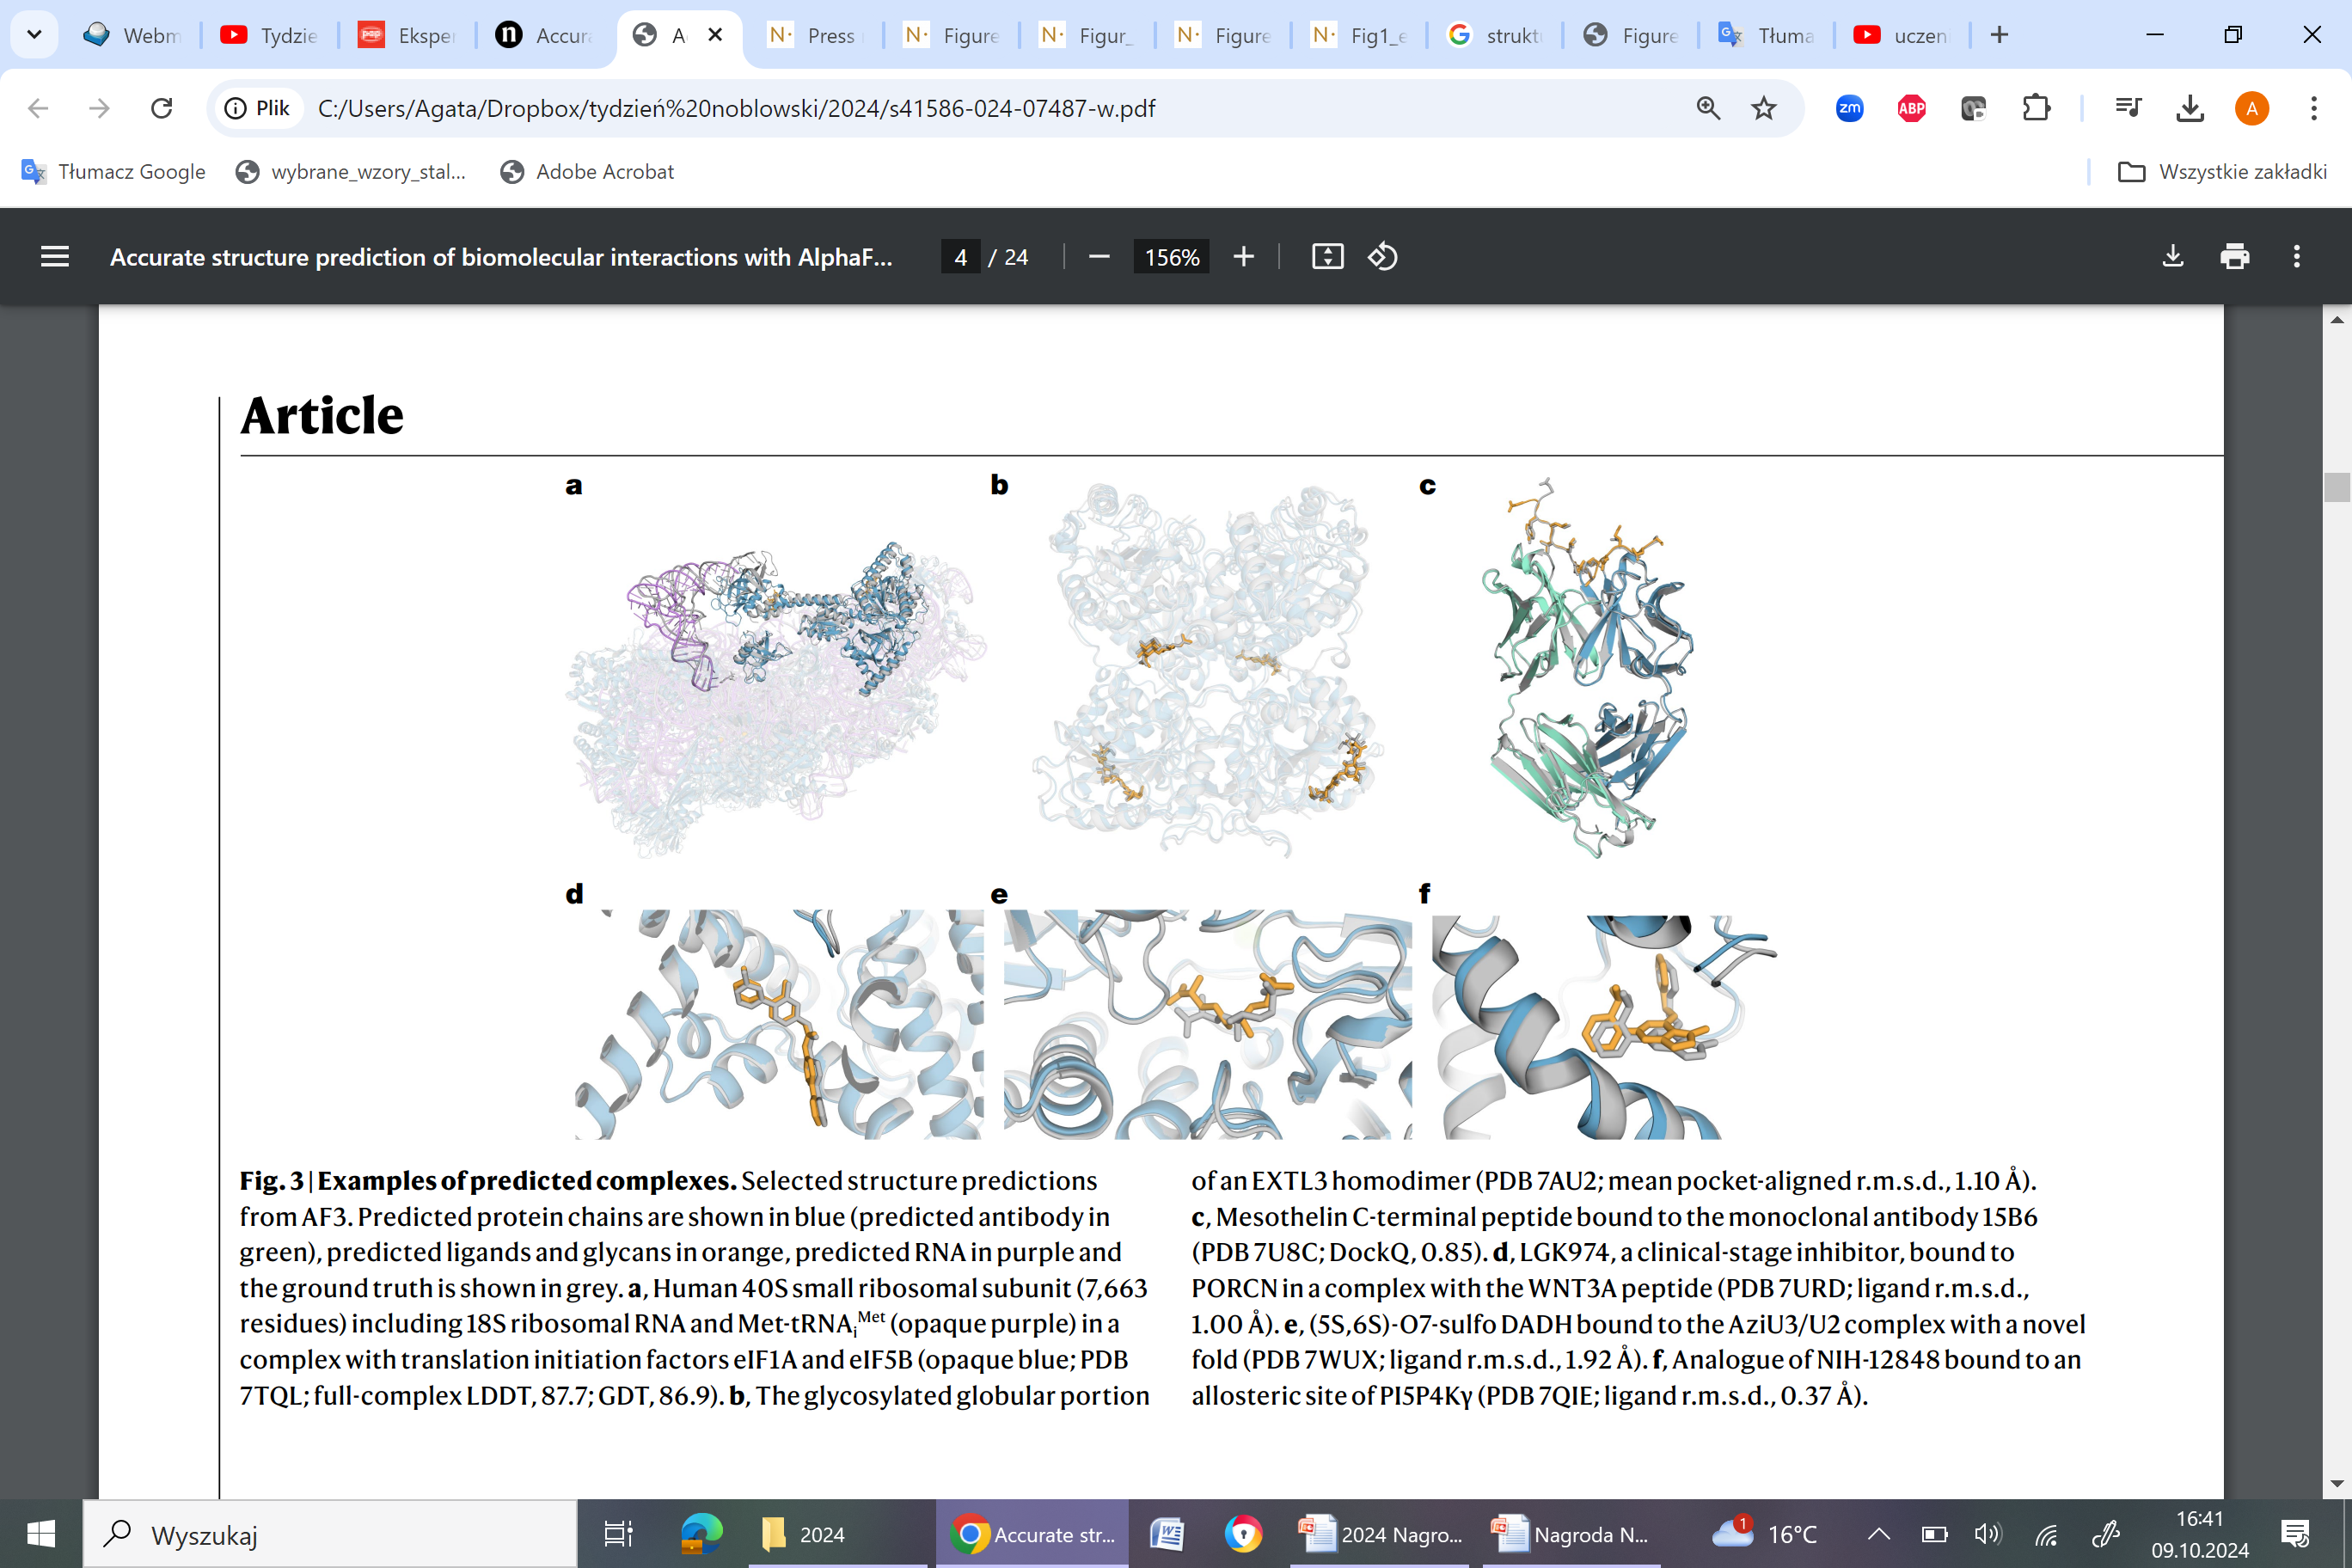 Webm
Tydzie
Eksper
Accura
A
Press
Figure
Figur_
Figure
Fig1_e
struktu
Figure
Tłuma
uczen
Plik
C:/Users/Agata/Dropbox/tydzień%20noblowski/2024/s41586-024-07487-w.pdf
zm
ABP
A
Tłumacz Google
wybrane_wzory_stal...
Adobe Acrobat
Wszystkie zakładki
Accurate structure prediction of biomolecular interactions with AlphaF...
4 / 24
156%
Article
a
b
c
d
e
f
Fig. 3 | Examples of predicted complexes. Selected structure predictions
from AF3. Predicted protein chains are shown in blue (predicted antibody in
green), predicted ligands and glycans in orange, predicted RNA in purple and
the ground truth is shown in grey. a, Human 40S small ribosomal subunit (7,663
residues) including 18S ribosomal RNA and Met-tRNAiMet (opaque purple) in a
complex with translation initiation factors eIF1A and eIF5B (opaque blue; PDB
7TQL; full-complex LDDT, 87.7; GDT, 86.9). b, The glycosylated globular portion
of an EXTL3 homodimer (PDB 7AU2; mean pocket-aligned r.m.s.d., 1.10 Å).
c, Mesothelin C-terminal peptide bound to the monoclonal antibody 15B6
(PDB 7U8C; DockQ, 0.85). d, LGK974, a clinical-stage inhibitor, bound to
PORCN in a complex with the WNT3A peptide (PDB 7URD; ligand r.m.s.d.,
1.00 Å). e, (5S,6S)-O7-sulfo DADH bound to the AziU3/U2 complex with a novel
fold (PDB 7WUX; ligand r.m.s.d., 1.92 Å). f, Analogue of NIH-12848 bound to an
allosteric site of PI5P4Kγ (PDB 7QIE; ligand r.m.s.d., 0.37 Å).
Wyszukaj
2024
Accurate str...
2024 Nagro...
Nagroda N...
1
16°C
16:41
09.10.2024